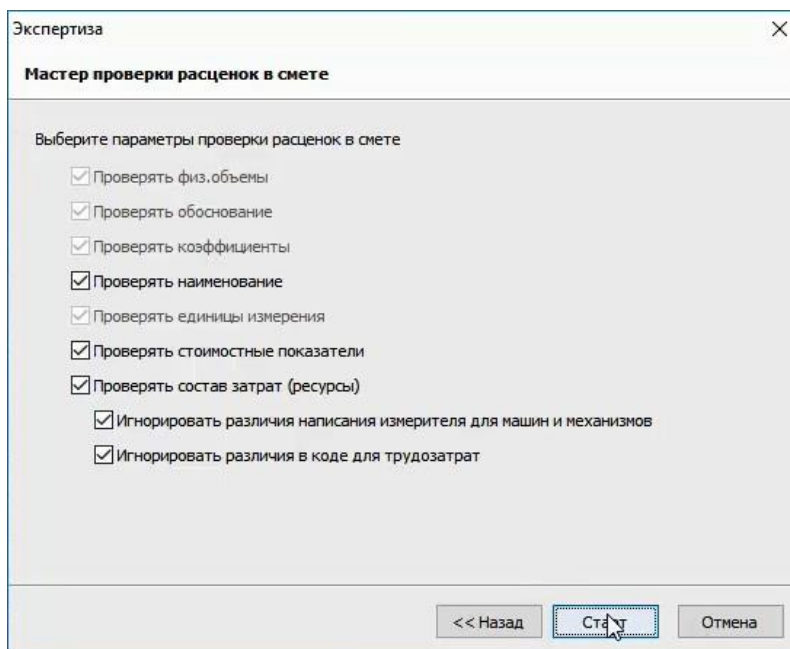 Экспертиза
Мастер проверки расценок в смете
Выберите параметры проверки расценок в смете
Проверять физ.объемы
Проверять обоснование
Проверять коэффициенты
Проверять наименование
Проверять единицы измерения
Проверять стоимостные показатели
Проверять состав затрат (ресурсы)
Игнорировать различия написания измерителя для машин и механизмов
Игнорировать различия в коде для трудозатрат
<< Назад Старт Отмена